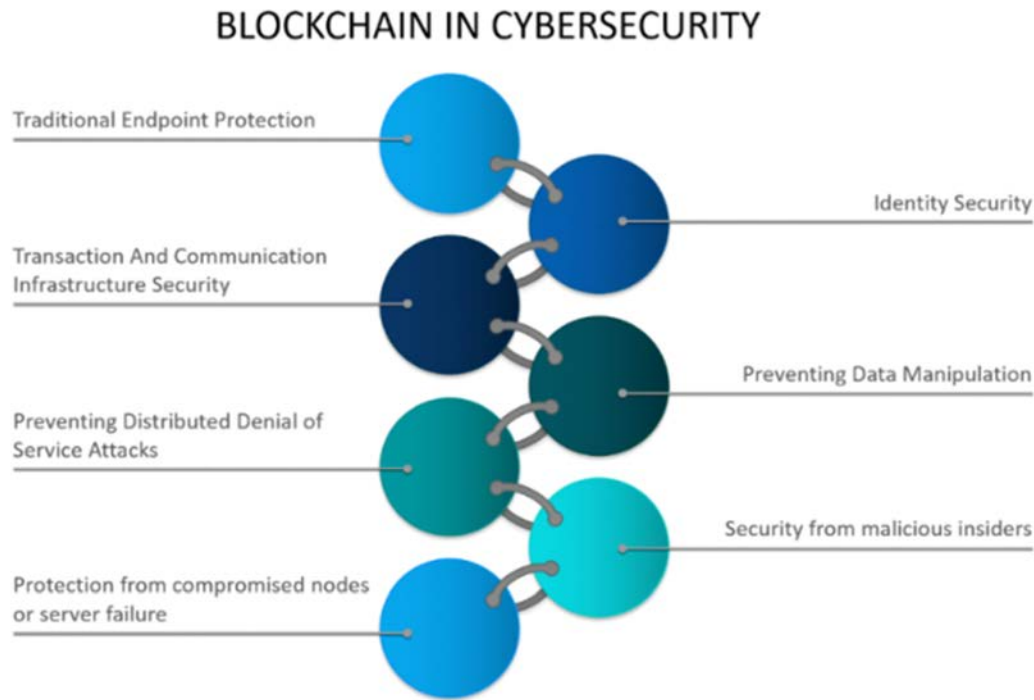 BLOCKCHAIN IN CYBERSECURITY
Traditional Endpoint Protection
Identity Security
Transaction And Communication
Infrastructure Security
Preventing Data Manipulation
Preventing Distributed Denial of
Service Attacks
Security from malicious insiders
Protection from compromised nodes
or server failure